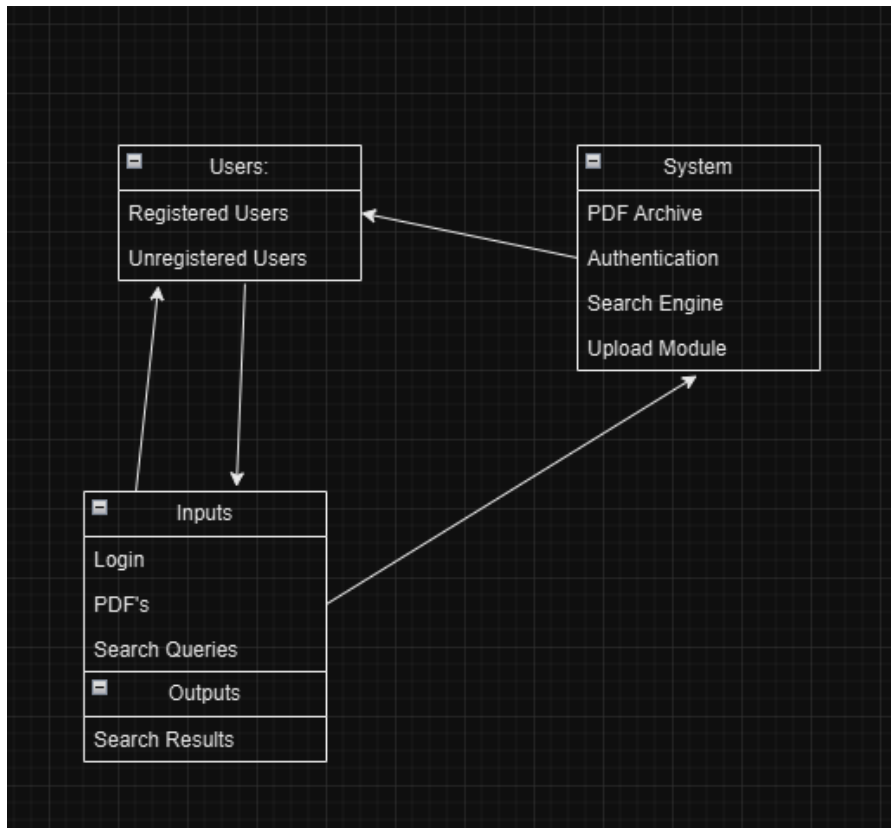 Users:
Registered Users
Unregistered Users
System
PDF Archive
Authentication
Search Engine
Upload Module
Inputs
Login
PDF's
Search Queries
Outputs
Search Results